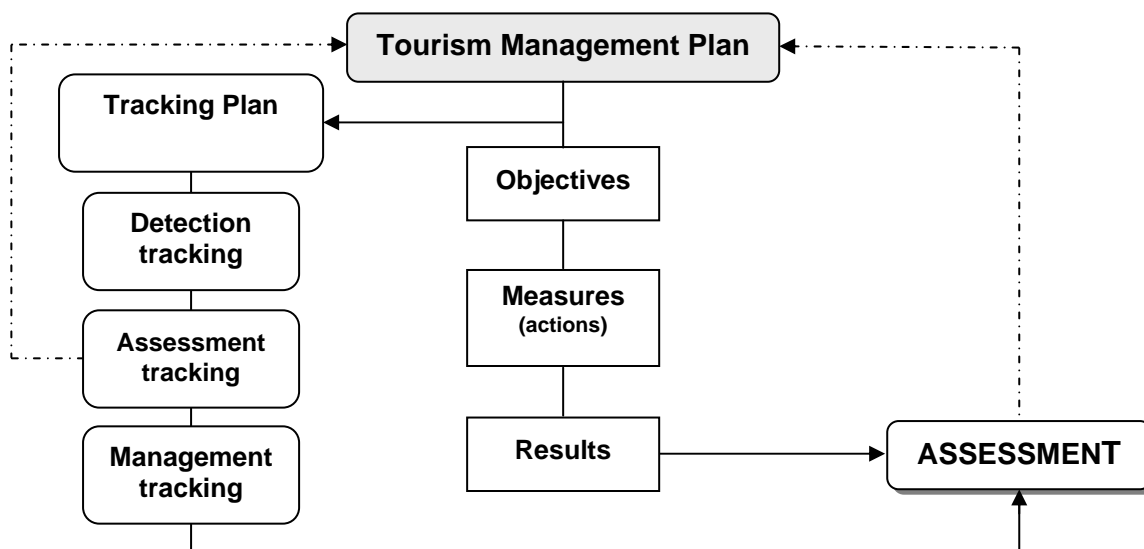 Tourism Management Plan
Tracking Plan
Objectives
Detection
tracking
Measures
(actions)
Assessment
tracking
Management
tracking
Results
ASSESSMENT